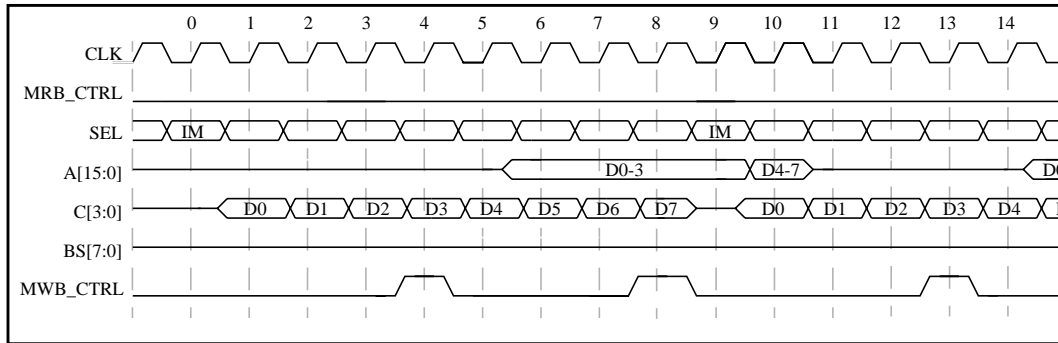 0 1 2 3 4 5 6 7 8 9 10 11 12 13 14
CLK
MRB_CTRL
SEL IM IM
A[15:0] D0-3 D4-7
C[3:0] D0 D1 D2 D3 D4 D5 D6 D7 D0 D1 D2 D3 D4
BS[7:0]
MWB_CTRL